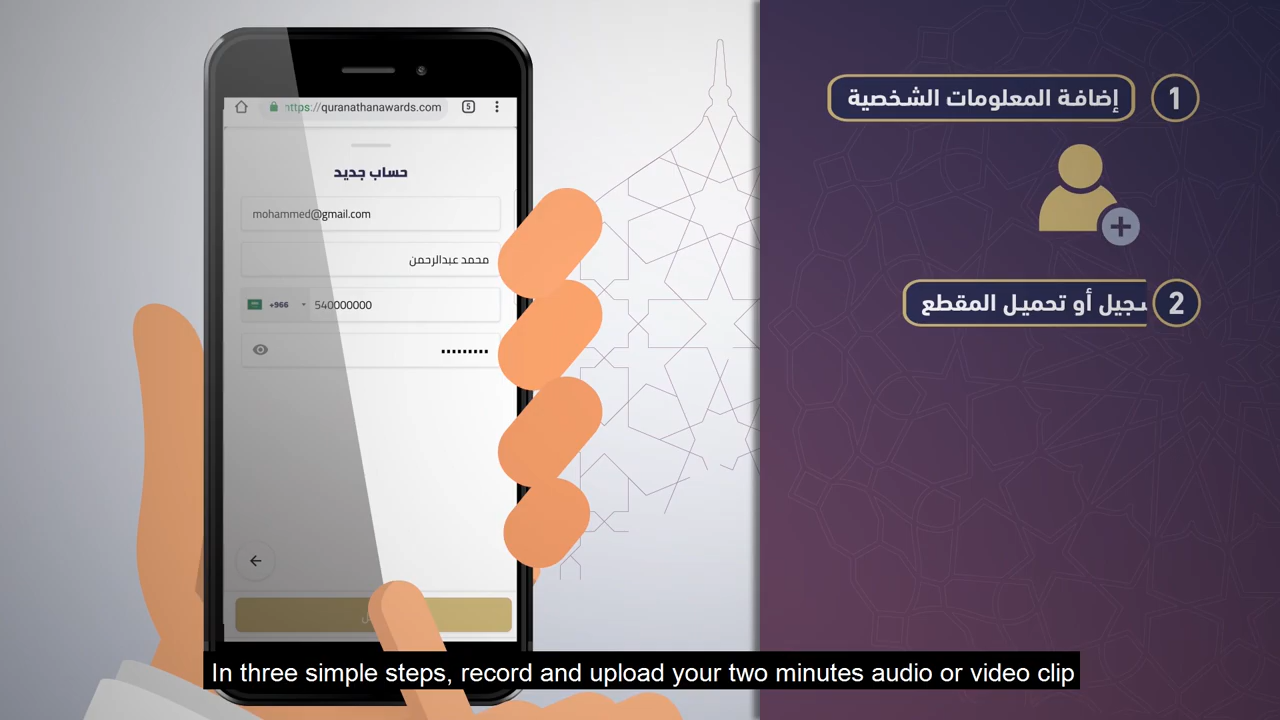 https://quranathanawards.com
5
حساب جديد
mohammed@gmail.com
محمد عبدالرحمن
+966 540000000
1 إضافة المعلومات الشخصية
2 أو تحميل المقطع
In three simple steps, record and upload your two minutes audio or video clip